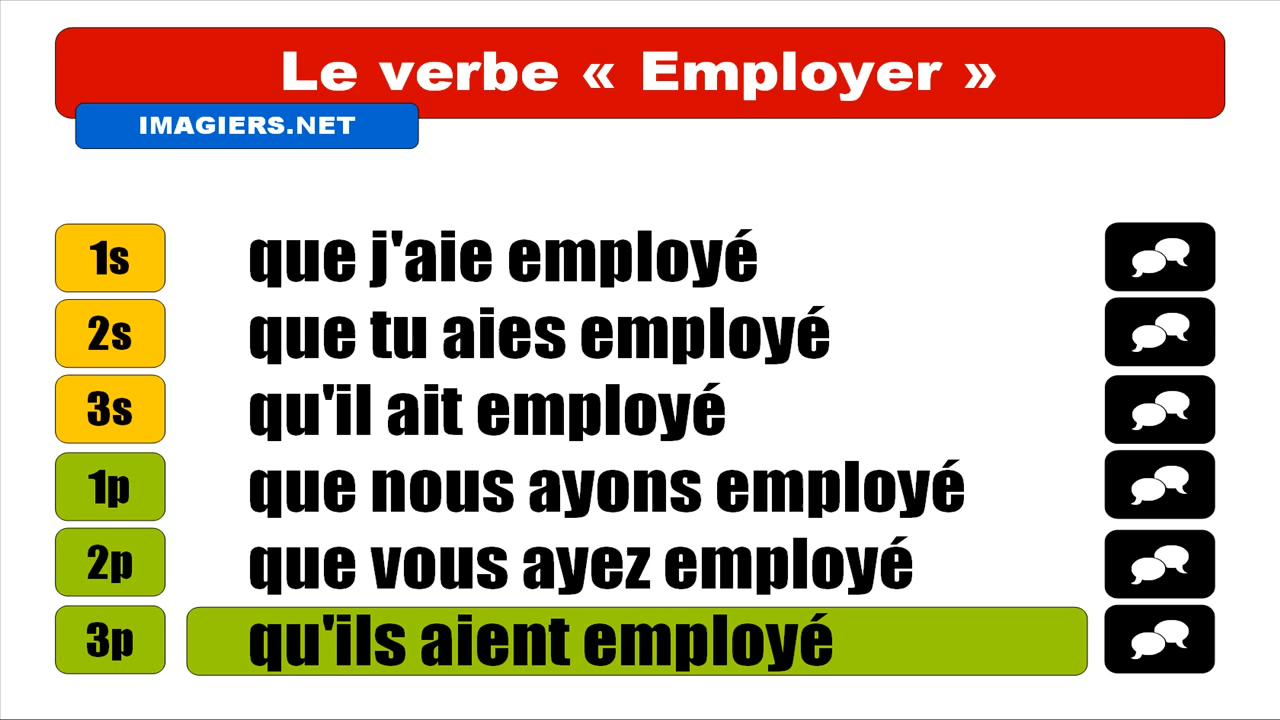 Le verbe « Employer »
IMAGIERS.NET
1s que j'aie employé
2s que tu aies employé
3s qu'il ait employé
1p que nous ayons employé
2p que vous ayez employé
3p qu'ils aient employé